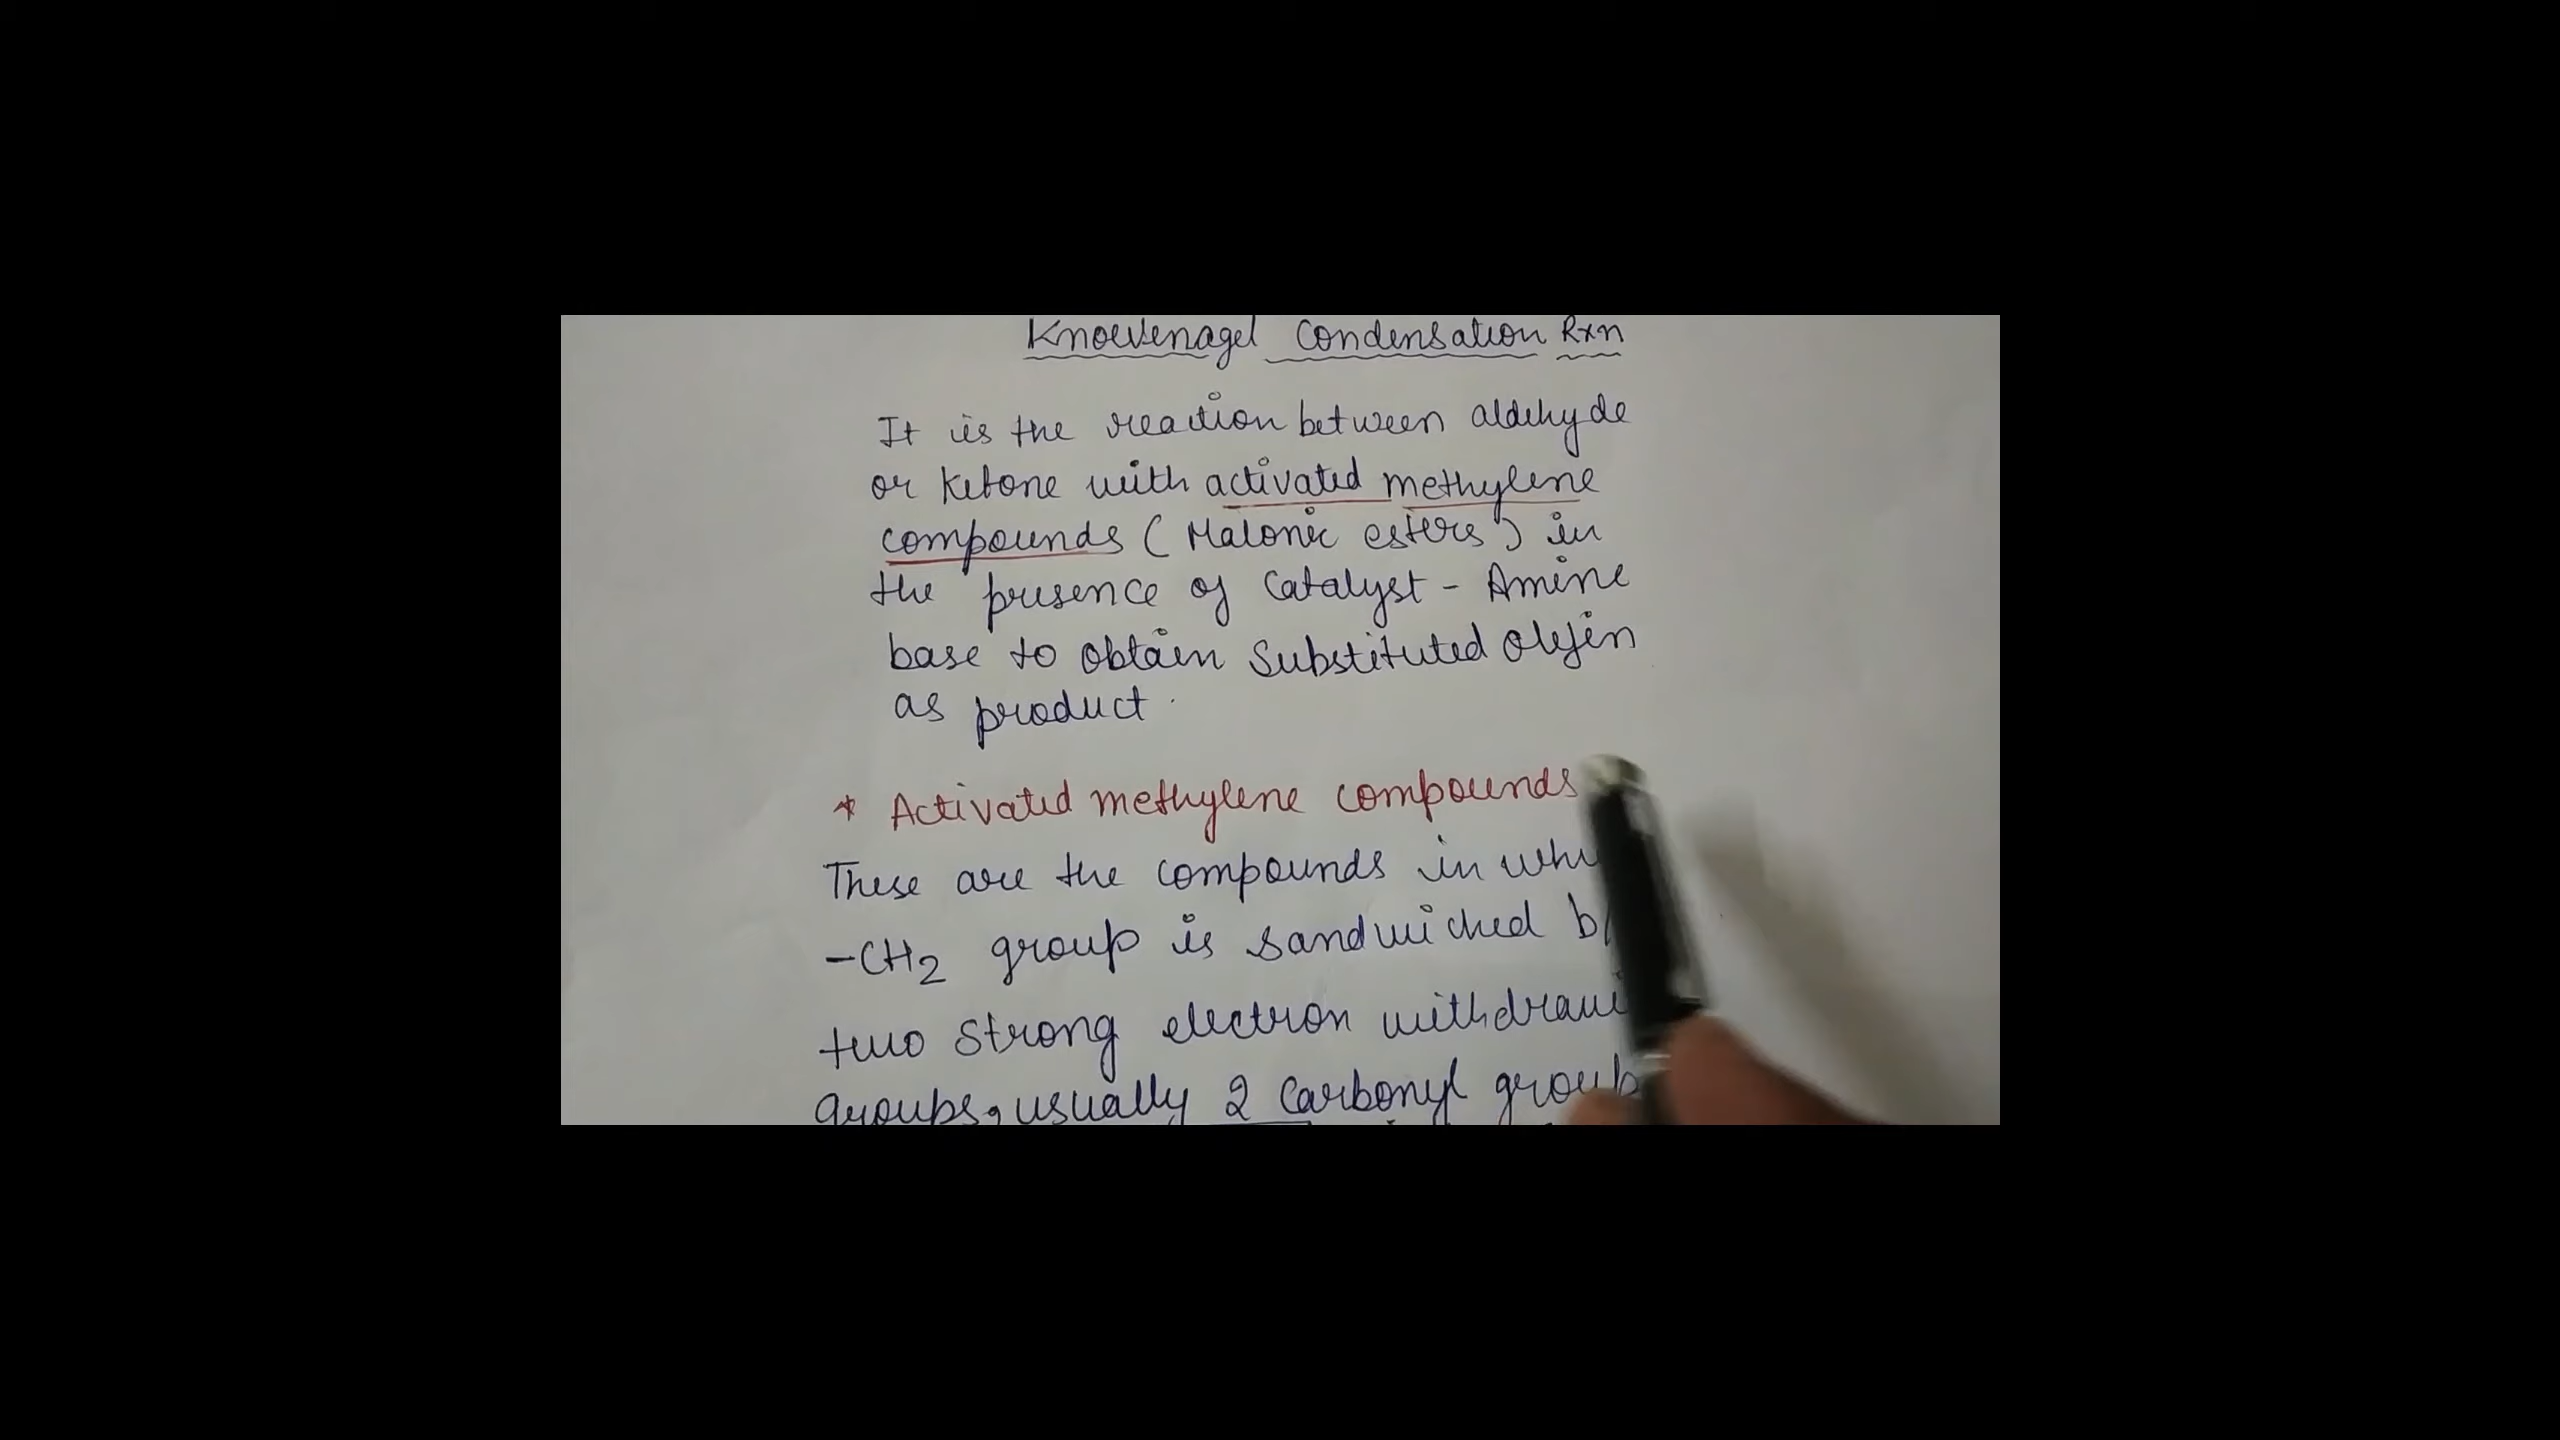 Knoevenagel Condensation Rxn
It is the reaction between aldehyde
or Ketone with activated methylene
compounds (Malonic esters) in
the presence of Catalyst - Amine
base to obtain Substituted olefin
as product.
* Activated methylene compounds
These are the compounds in
-CH2 group is sandwiched
two strong electron
groups, usually 2 Carbonyl group